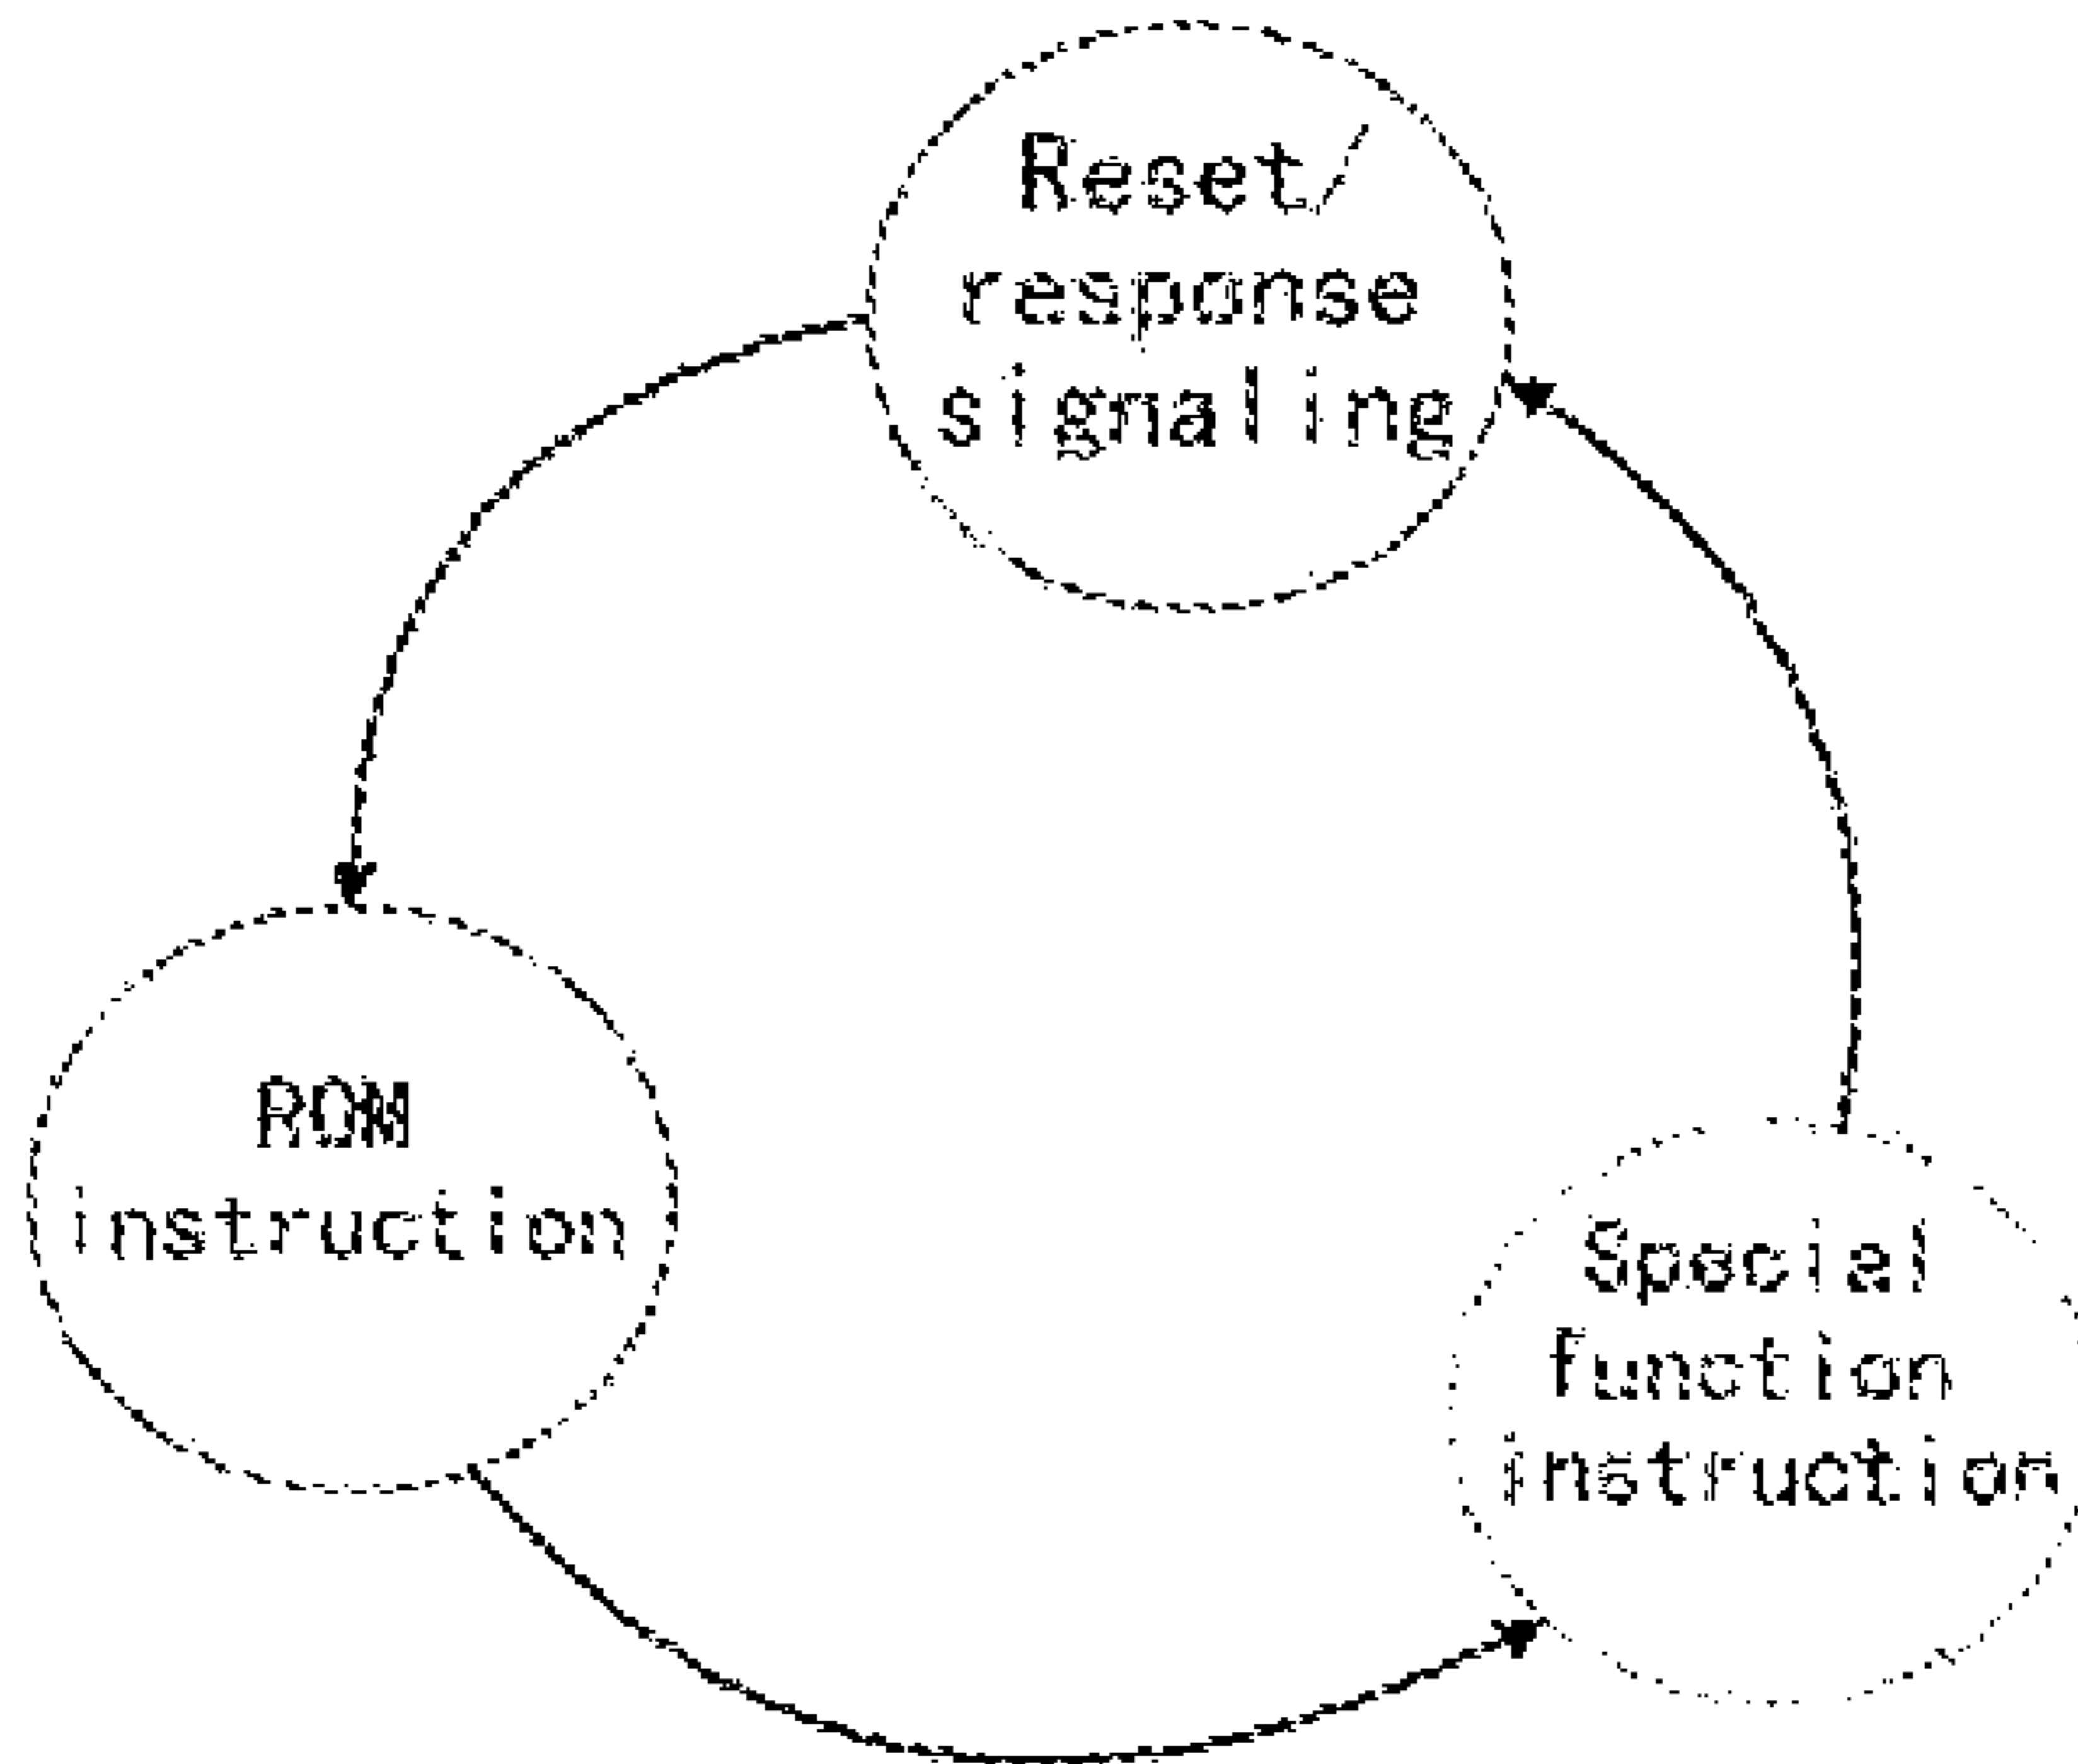 Reset/
response
signaling
ROM
instruction
Special
function
instruction